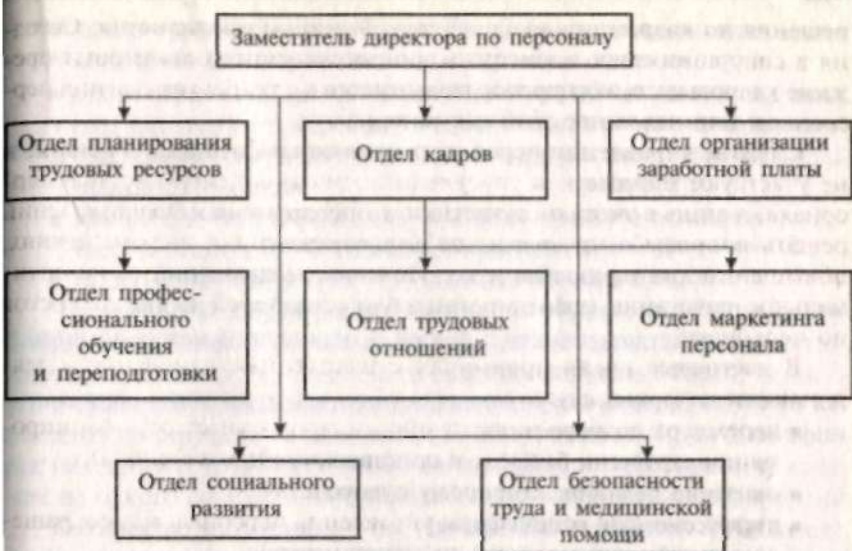 Заместитель директора по персоналу
Отдел планирования
трудовых ресурсов
Отдел кадров
Отдел организации
заработной платы
Отдел профес-
сионального
обучения
и переподготовки
Отдел трудовых
отношений
Отдел маркетинга
персонала
Отдел социального
развития
Отдел безопасности
труда и медицинской
помощи